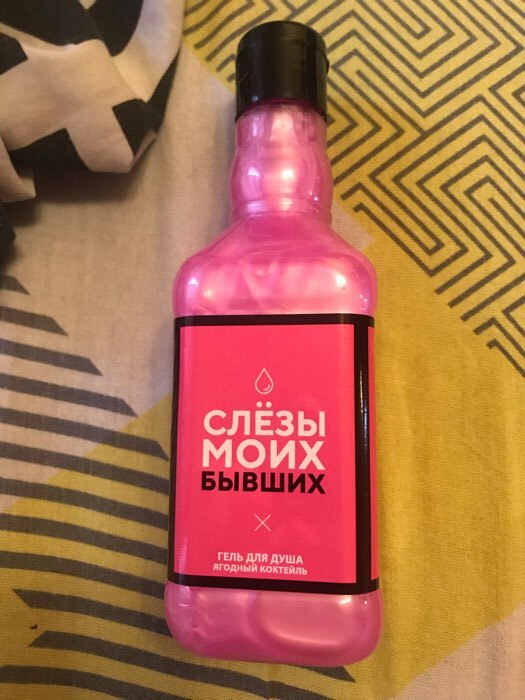 СЛЁЗЫ
МОИХ
БЫВШИХ
ГЕЛЬ ДЛЯ ДУША
ЯГОДНЫЙ КОКТЕЙЛЬ